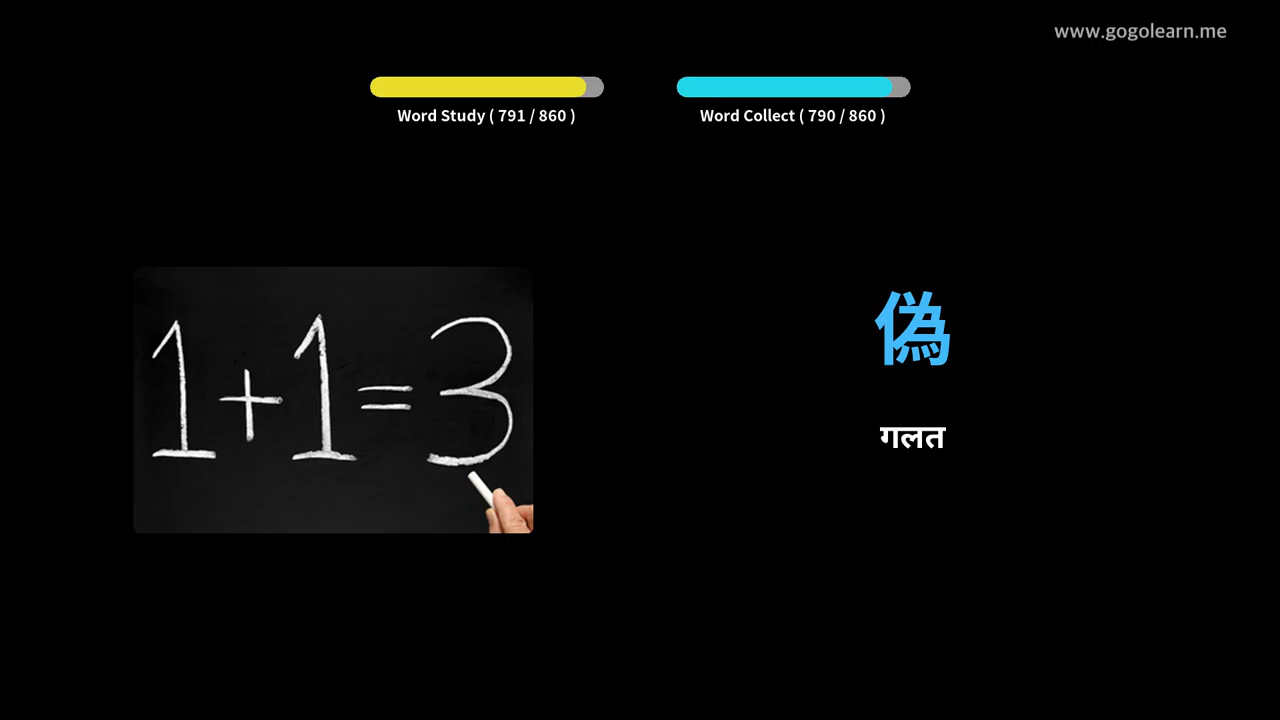 www.gogolearn.me
Word Study ( 791 / 860 )
Word Collect ( 790 / 860 )
1+1=3
偽
गलत